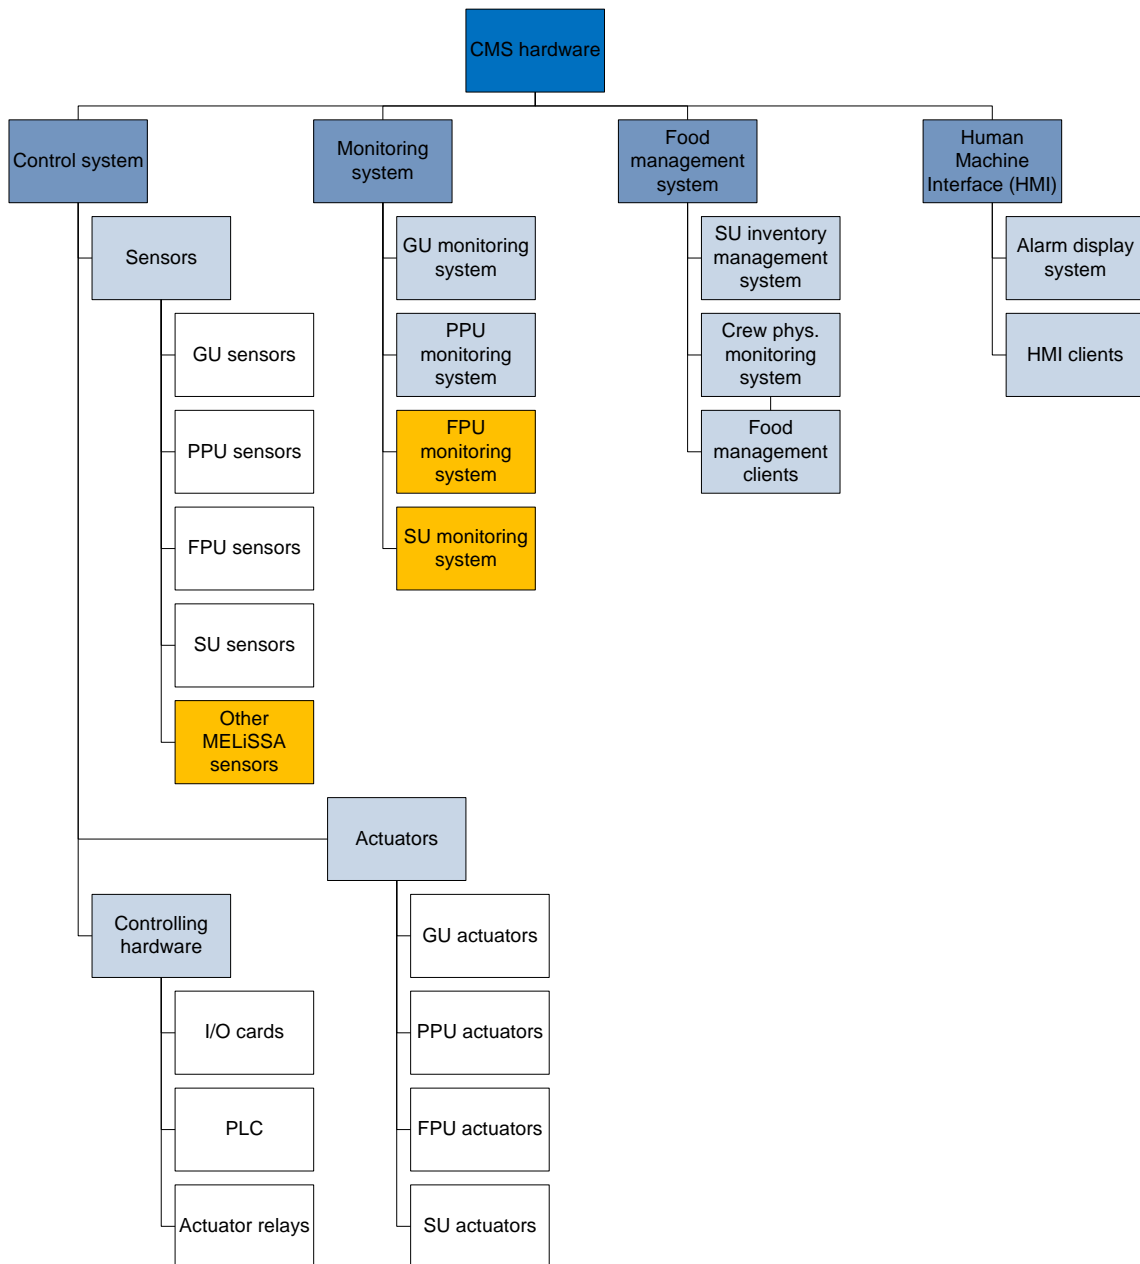 CMS hardware
Control system
Monitoring
system
Food
management
system
Human
Machine
Interface (HMI)
Sensors
GU monitoring
system
SU inventory
management
system
Alarm display
system
GU sensors
PPU
monitoring
system
Crew phys.
monitoring
system
HMI clients
PPU sensors
FPU
monitoring
system
Food
management
clients
FPU sensors
SU monitoring
system
SU sensors
Other
MELiSSA
sensors
Actuators
Controlling
hardware
GU actuators
I/O cards
PPU actuators
PLC
FPU actuators
Actuator relays
SU actuators